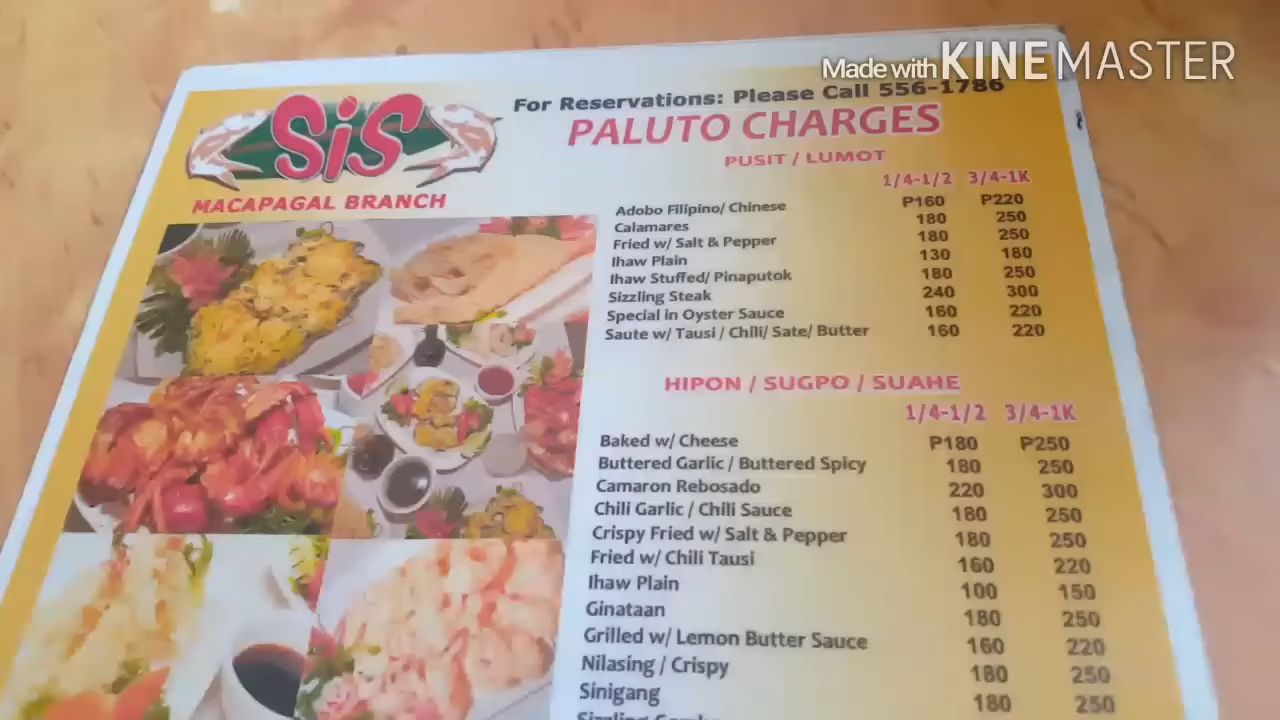 Made with KINEMASTER
For Reservations: Please Call 556-1786
SiS
MACAPAGAL BRANCH
PALUTO CHARGES
PUSIT / LUMOT
1/4-1/2 3/4-1K
Adobo Filipino/ Chinese P160 P220
Calamares 180 250
Fried w/ Salt & Pepper 180 250
Ihaw Plain 130 180
Ihaw Stuffed/ Pinaputok 180 250
Sizzling Steak 240 300
Special in Oyster Sauce 160 220
Saute w/ Tausi / Chili/ Sate/ Butter 160 220
HIPON / SUGPO / SUAHE
1/4-1/2 3/4-1K
Baked w/ Cheese P180 P250
Buttered Garlic / Buttered Spicy 180 250
Camaron Rebosado 220 300
Chili Garlic / Chili Sauce 180 250
Crispy Fried w/ Salt & Pepper 180 250
Fried w/ Chili Tausi 160 220
Ihaw Plain 100 150
Ginataan 180 250
Grilled w/ Lemon Butter Sauce 160 220
Nilasing / Crispy 180 250
Sinigang 180 250